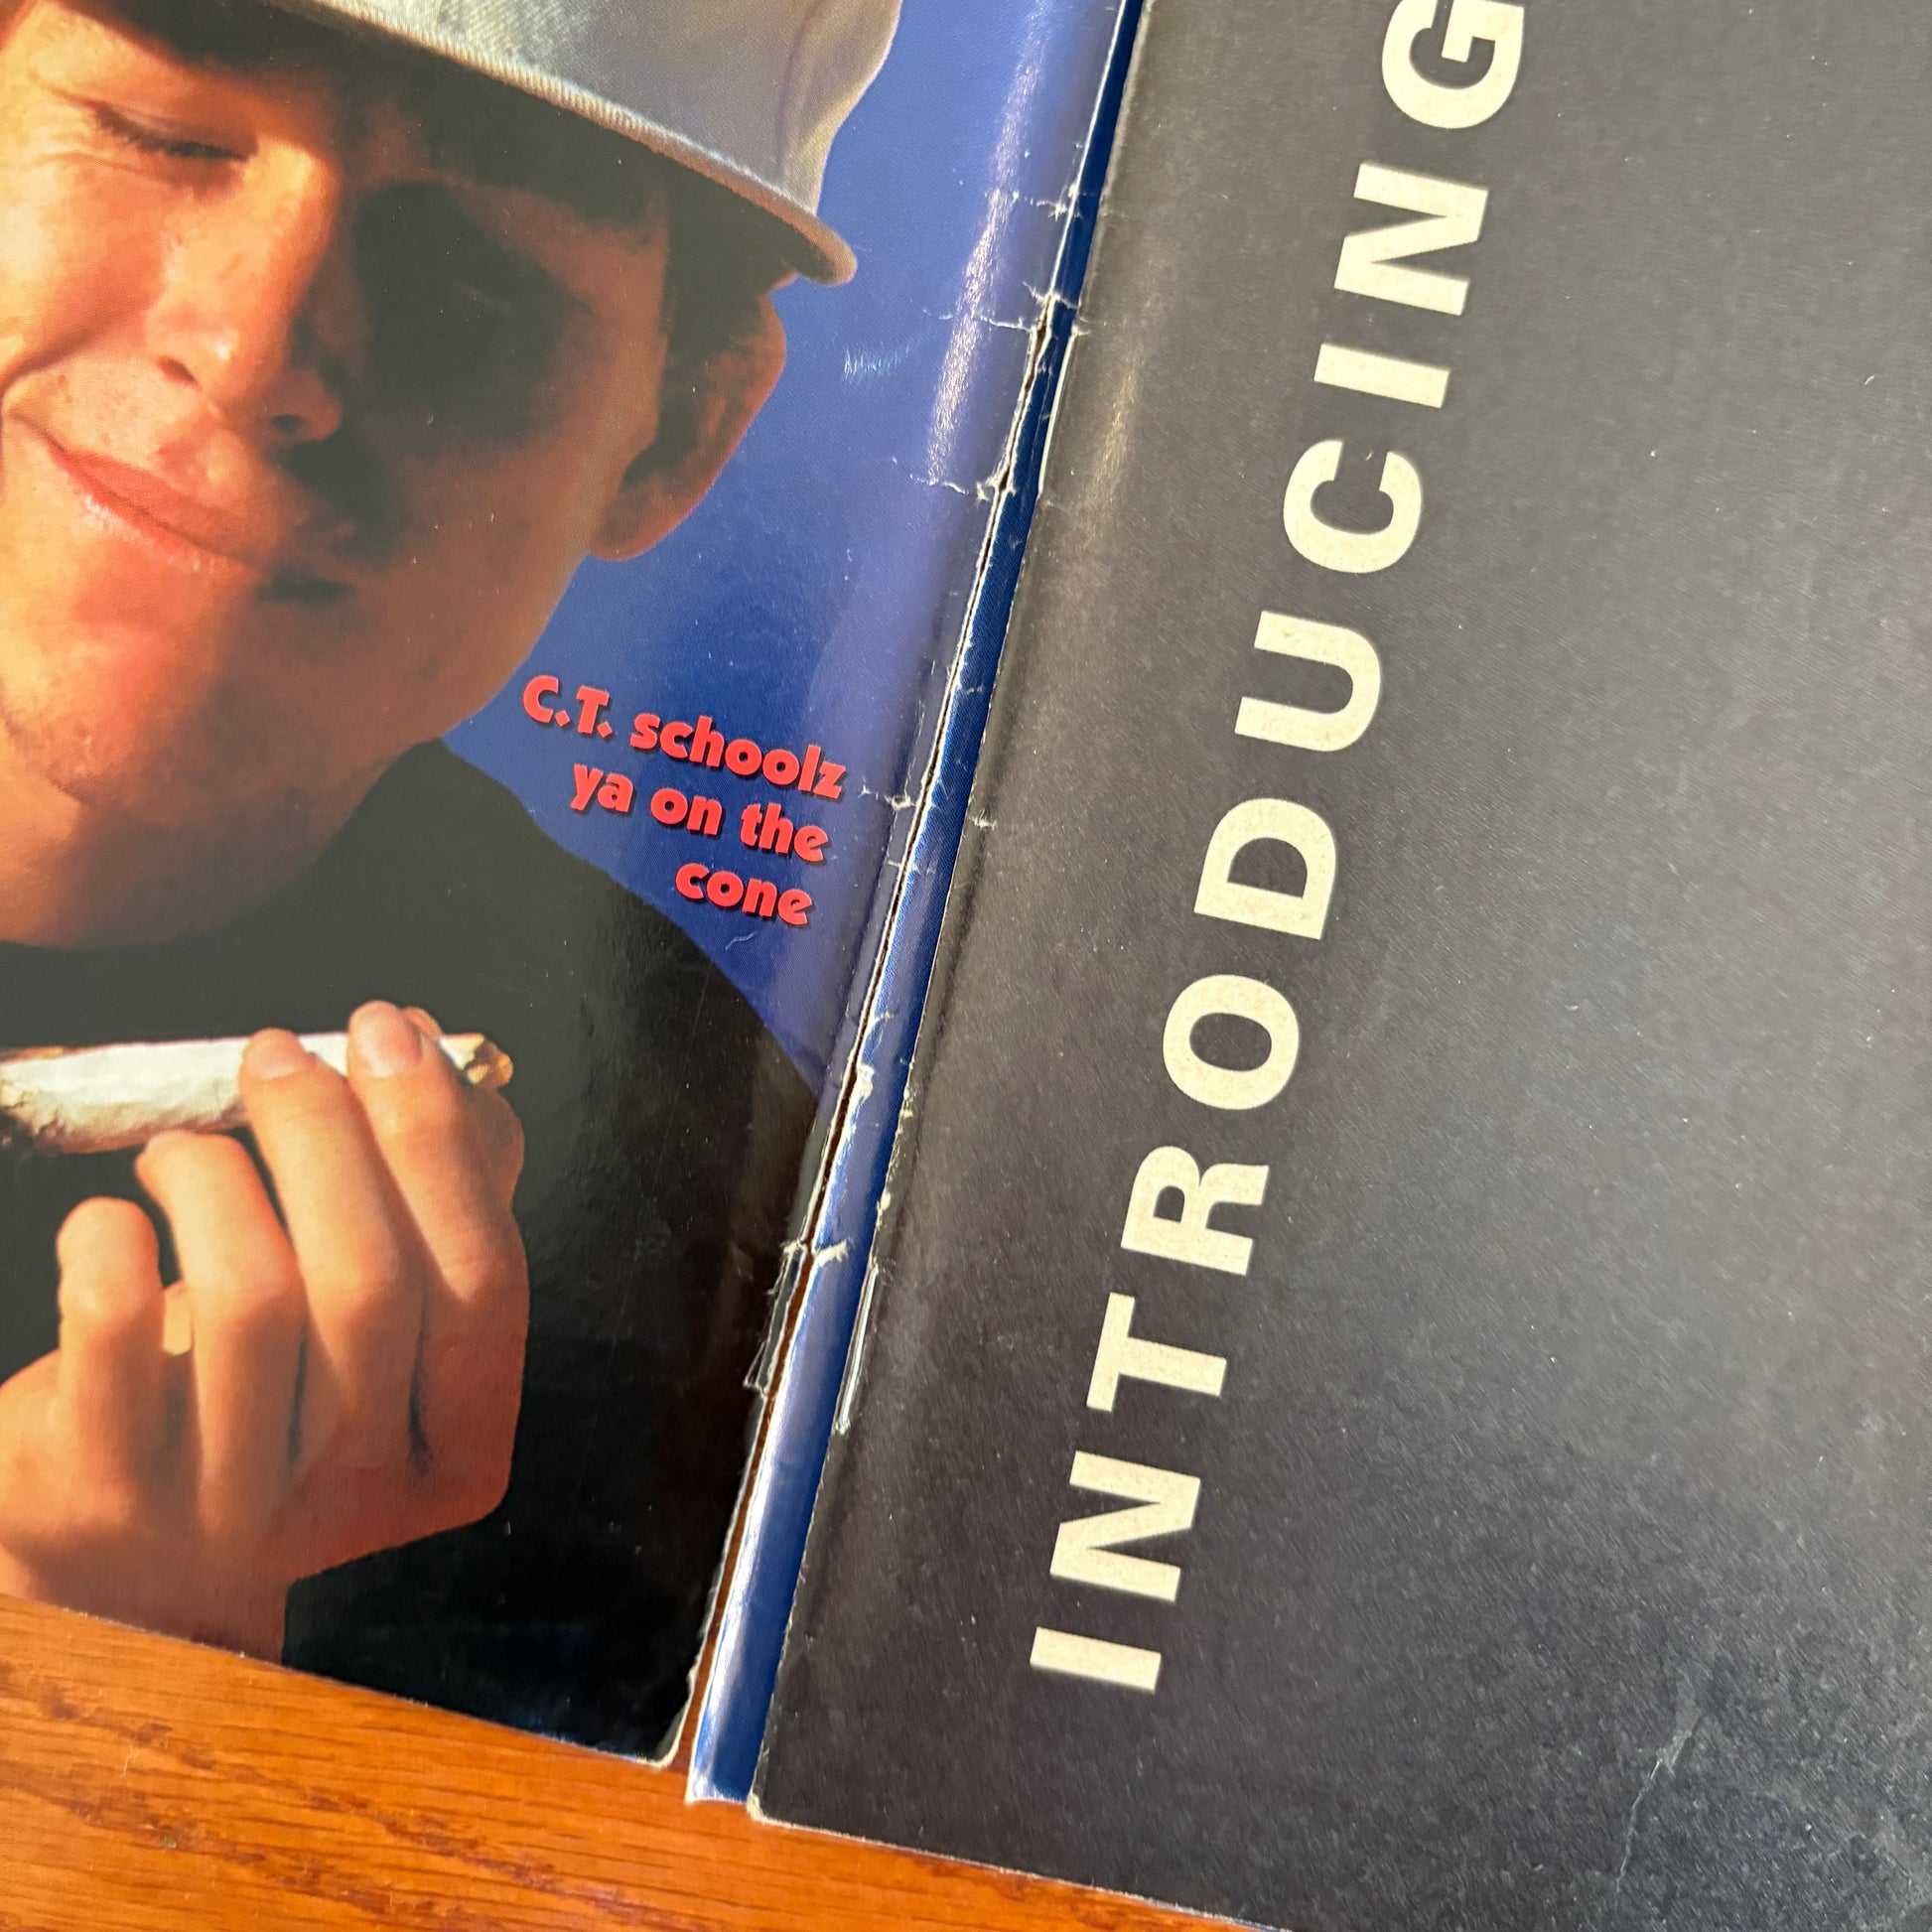 C.T. schoolz
ya on the
cone
INTRODUCING